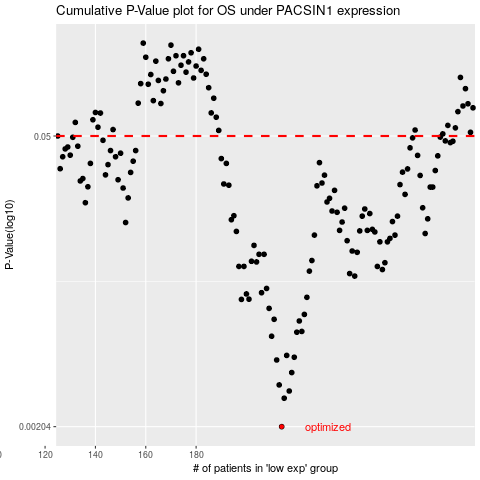 Cumulative P-Value plot for OS under PACSIN1 expression
P-Value(log10)
0.05
0.00204
optimized
0 120 140 160 180
# of patients in 'low exp' group